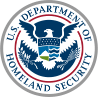 U.S. DEPARTMENT OF
HOMELAND SECURITY